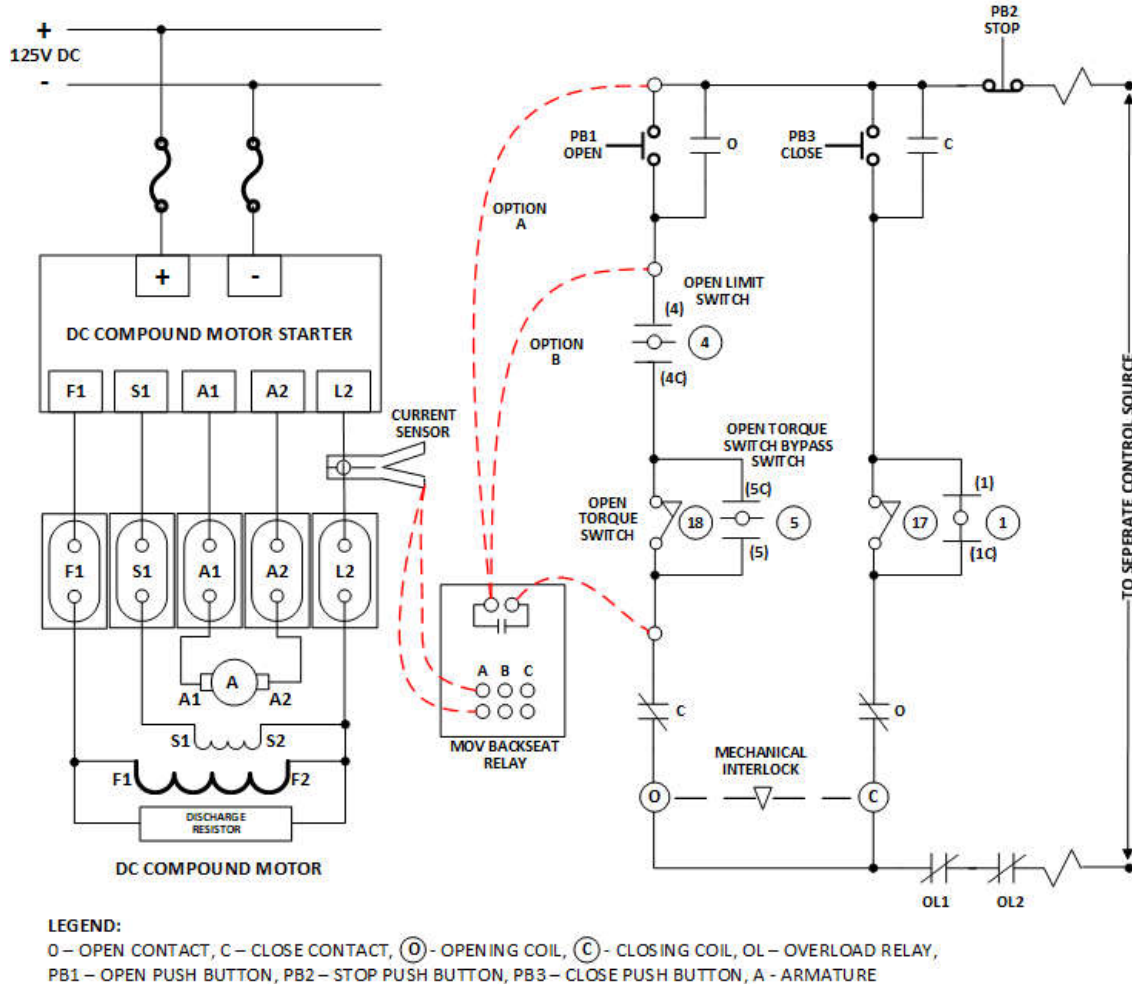 +
125V DC
-
PB2
STOP
PB1
OPEN
O
PB3
CLOSE
C
OPTION
A
+
-
DC COMPOUND MOTOR STARTER
OPTION
B
OPEN LIMIT
SWITCH
(4)
4
(4C)
F1
S1
A1
A2
L2
CURRENT
SENSOR
OPEN TORQUE
SWITCH BYPASS
SWITCH
(5C)
OPEN
TORQUE
SWITCH
18
5
(5)
17
(1)
1
(1C)
TO SEPERATE CONTROL SOURCE
F1
S1
A1
A2
L2
A1
A
A2
S1
S2
F1
F2
DISCHARGE
RESISTOR
DC COMPOUND MOTOR
A B C
MOV BACKSEAT
RELAY
C
O
MECHANICAL
INTERLOCK
O
C
OL1
OL2
LEGEND:
0 – OPEN CONTACT, C – CLOSE CONTACT, O - OPENING COIL, C - CLOSING COIL, OL – OVERLOAD RELAY,
PB1 – OPEN PUSH BUTTON, PB2 – STOP PUSH BUTTON, PB3 – CLOSE PUSH BUTTON, A - ARMATURE